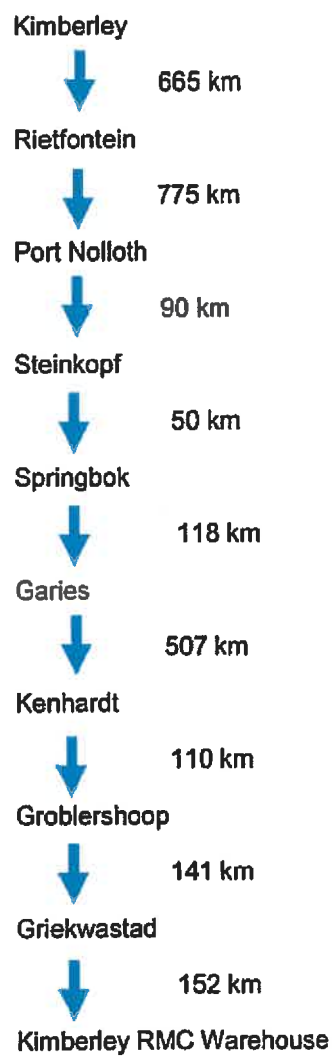 Kimberley
665 km
Rietfontein
775 km
Port Nolloth
90 km
Steinkopf
50 km
Springbok
118 km
Garies
507 km
Kenhardt
110 km
Groblershoop
141 km
Griekwastad
152 km
Kimberley RMC Warehouse